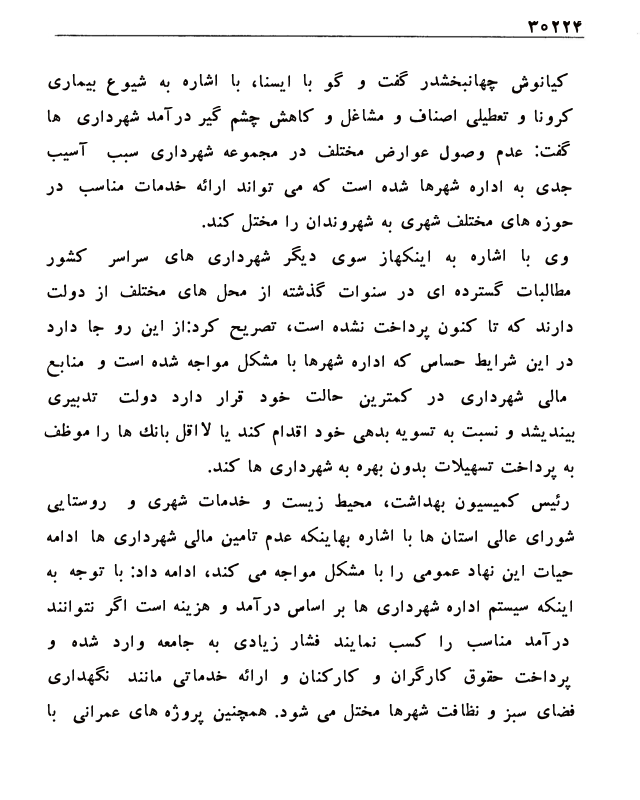 ۳۰۲۲۴
کیانوش جهانبخشدر گفت و گو با ایسنا، با اشاره به شیوع بیماری
کرونا و تعطیلی اصناف و مشاغل و کاهش چشم گیر درآمد شهرداری ها
گفت: عدم وصول عوارض مختلف در مجموعه شهرداری سبب آسیب
جدی به اداره شهرها شده است که می تواند ارائه خدمات مناسب در
حوزه های مختلف شهری به شهروندان را مختل کند.
وی با اشاره به اینکهاز سوی دیگر شهرداری های سراسر کشور
مطالبات گسترده ای در سنوات گذشته از محل های مختلف از دولت
دارند که تا کنون پرداخت نشده است، تصریح کرد:از این رو جا دارد
در این شرایط حساس که اداره شهرها با مشکل مواجه شده است و منابع
مالی شهرداری در کمترین حالت خود قرار دارد دولت تدبیری
بیندیشد و نسبت به تسویه بدهی خود اقدام کند یا لااقل بانك ها را موظف
به پرداخت تسهیلات بدون بهره به شهرداری ها کند.
رئیس کمیسیون بهداشت، محیط زیست و خدمات شهری و روستایی
شورای عالی استان ها با اشاره بهاینکه عدم تامین مالی شهرداری ها ادامه
حیات این نهاد عمومی را با مشکل مواجه می کند، ادامه داد: با توجه به
اینکه سیستم اداره شهرداری ها بر اساس درآمد و هزینه است اگر نتوانند
درآمد مناسب را کسب نمایند فشار زیادی به جامعه وارد شده و
پرداخت حقوق کارگران و کارکنان و ارائه خدماتی مانند نگهداری
فضای سبز و نظافت شهرها مختل می شود. همچنین پروژه های عمرانی با